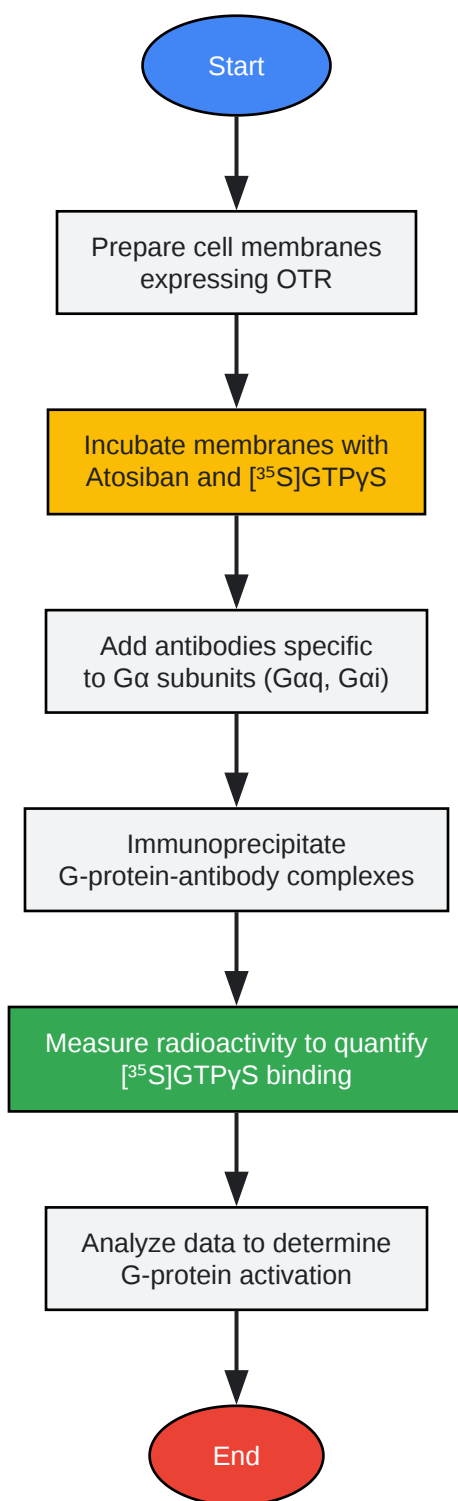 Start
Prepare cell membranes
expressing OTR
Incubate membranes with
Atosiban and [³⁵S]GTPγS
Add antibodies specific
to Gα subunits (Gαq, Gαi)
Immunoprecipitate
G-protein-antibody complexes
Measure radioactivity to quantify
[³⁵S]GTPγS binding
Analyze data to determine
G-protein activation
End